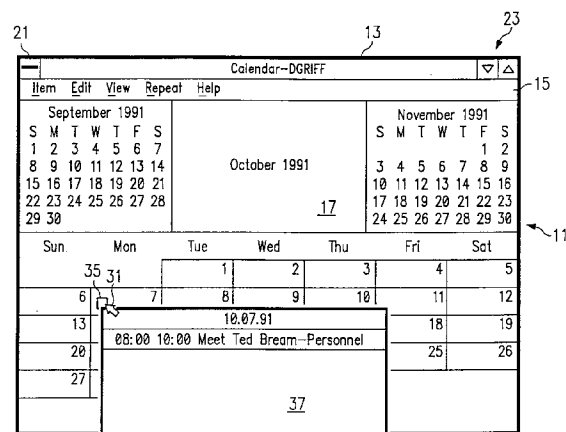 21 13 23
Calendar-DGRIFF
Item Edit View Repeat Help
15
September 1991
S M T W T F S
1 2 3 4 5 6 7
8 9 10 11 12 13 14
15 16 17 18 19 20 21
22 23 24 25 26 27 28
29 30
October 1991
17
November 1991
S M T W T F S
1 2
3 4 5 6 7 8 9
10 11 12 13 14 15 16
17 18 19 20 21 22 23
24 25 26 27 28 29 30
11
Sun. Mon Tue Wed Thu Fri Sat
1 2 3 4 5
35 31
6 7 8 9 10 11 12
13 18 19
20 25 26
27
10.07.91
08:00 10:00 Meet Ted Bream-Personnel
37